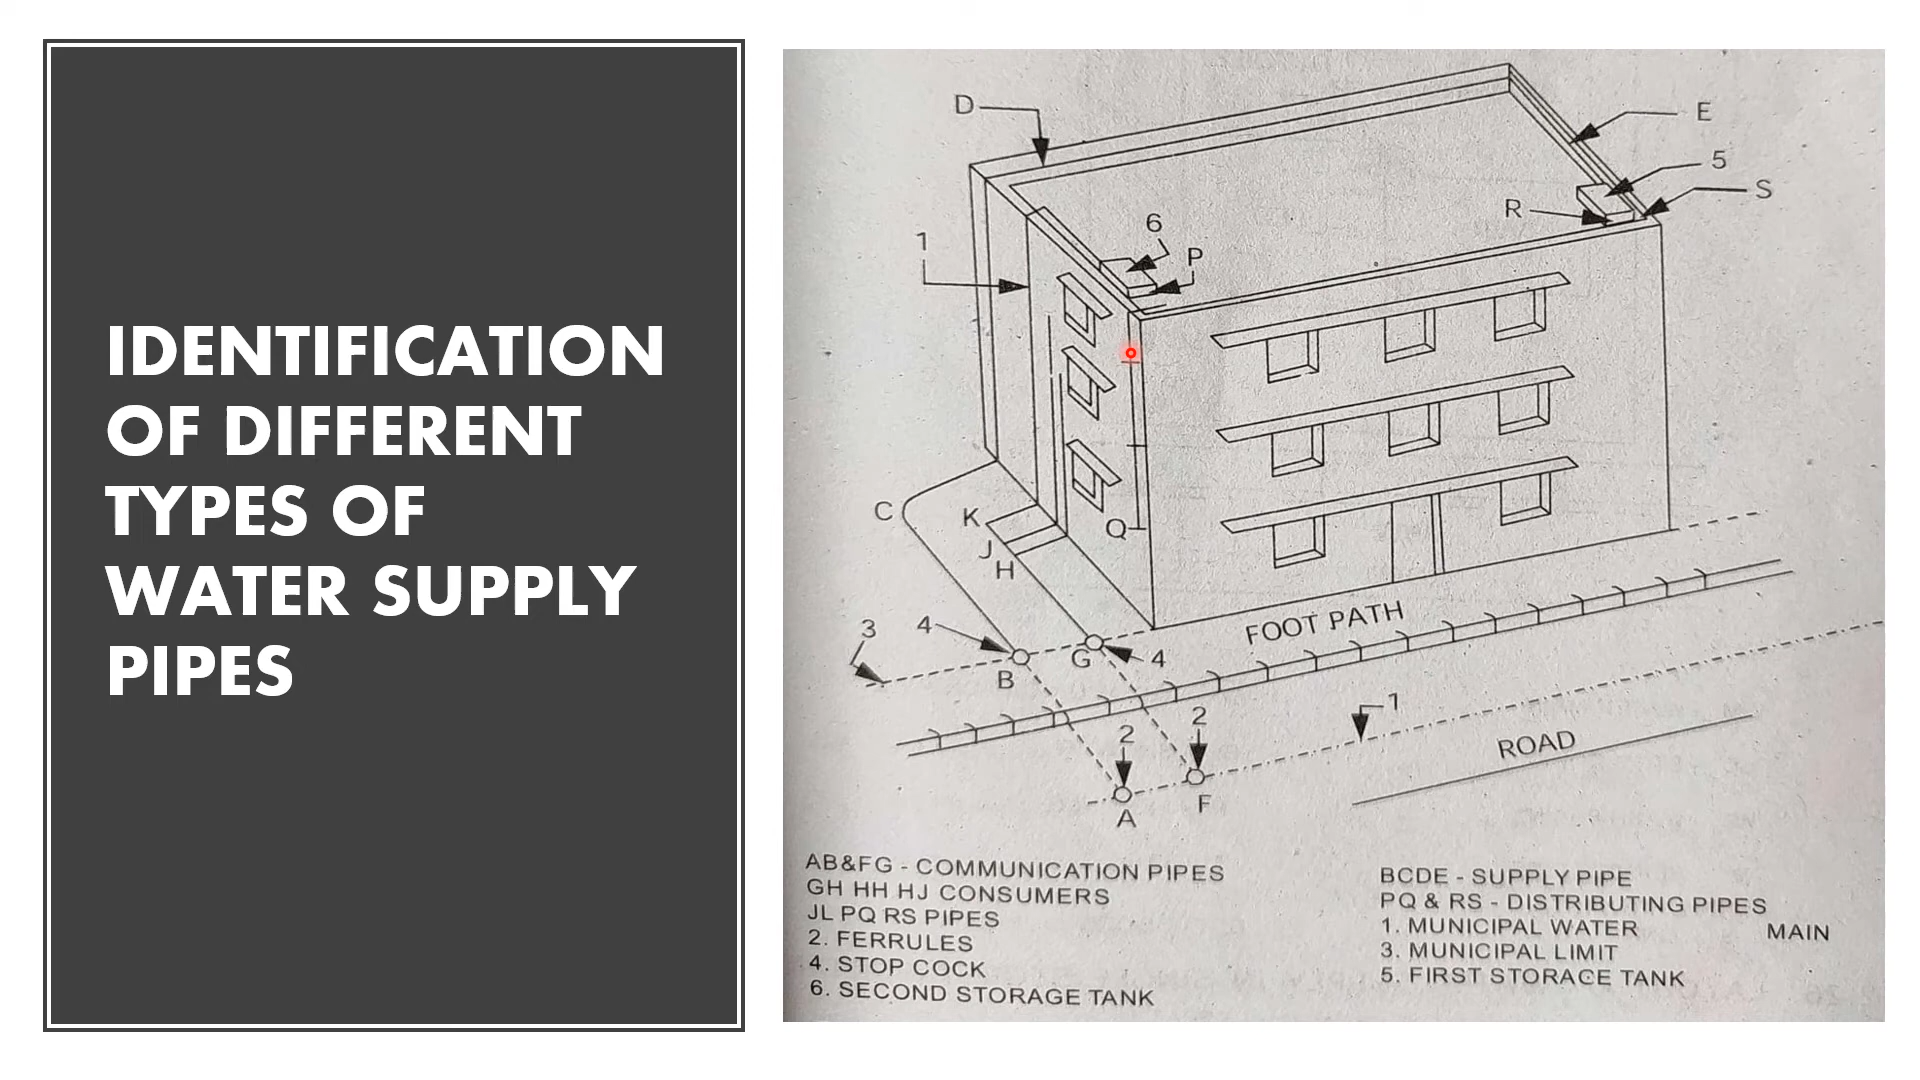 IDENTIFICATION
OF DIFFERENT
TYPES OF
WATER SUPPLY
PIPES
D
E
5
S
R
6
P
1
C
K
J
H
Q
3
4
B
G
4
FOOT PATH
1
2
2
ROAD
A
F
AB&FG - COMMUNICATION PIPES
GH HH HJ CONSUMERS
JL PQ RS PIPES
2. FERRULES
4. STOP COCK
6. SECOND STORAGE TANK
BCDE - SUPPLY PIPE
PQ & RS - DISTRIBUTING PIPES
1. MUNICIPAL WATER MAIN
3. MUNICIPAL LIMIT
5. FIRST STORAGE TANK